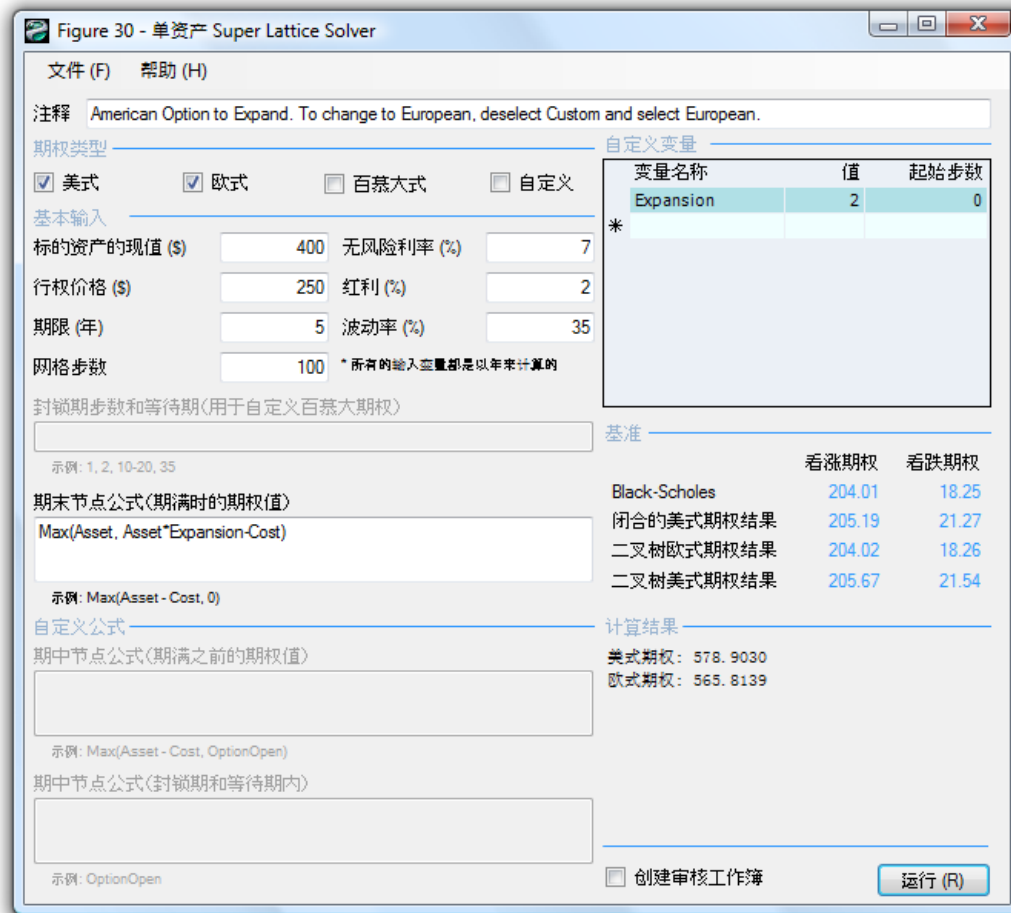 Figure 30 - 单资产 Super Lattice Solver
文件 (F) 帮助 (H)
注释 American Option to Expand. To change to European, deselect Custom and select European.
期权类型
美式 欧式 百慕大式 自定义
基本输入
标的资产的现值 ($) 400 无风险利率 (%) 7
行权价格 ($) 250 红利 (%) 2
期限 (年) 5 波动率 (%) 35
网格步数 100 * 所有的输入变量都是以年来计算的
封锁期步数和等待期(用于自定义百慕大期权)
示例: 1, 2, 10-20, 35
期末节点公式(期满时的期权值)
Max(Asset, Asset*Expansion-Cost)
示例: Max(Asset - Cost, 0)
自定义公式
期中节点公式(期满之前的期权值)
示例: Max(Asset - Cost, OptionOpen)
期中节点公式(封锁期和等待期内)
示例: OptionOpen
自定义变量
变量名称 值 起始步数
Expansion 2 0
*
基准
看涨期权 看跌期权
Black-Scholes 204.01 18.25
闭合的美式期权结果 205.19 21.27
二叉树欧式期权结果 204.02 18.26
二叉树美式期权结果 205.67 21.54
计算结果
美式期权: 578.9030
欧式期权: 565.8139
创建审核工作簿 运行 (R)